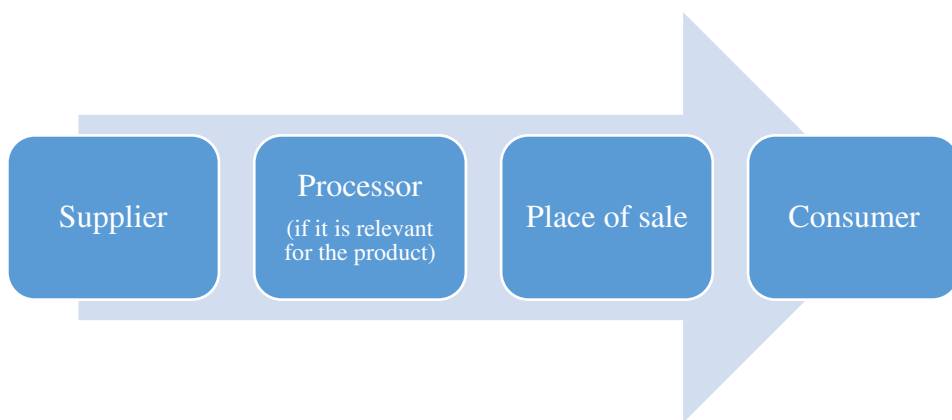 Supplier
Processor
(if it is relevant
for the product)
Place of sale
Consumer